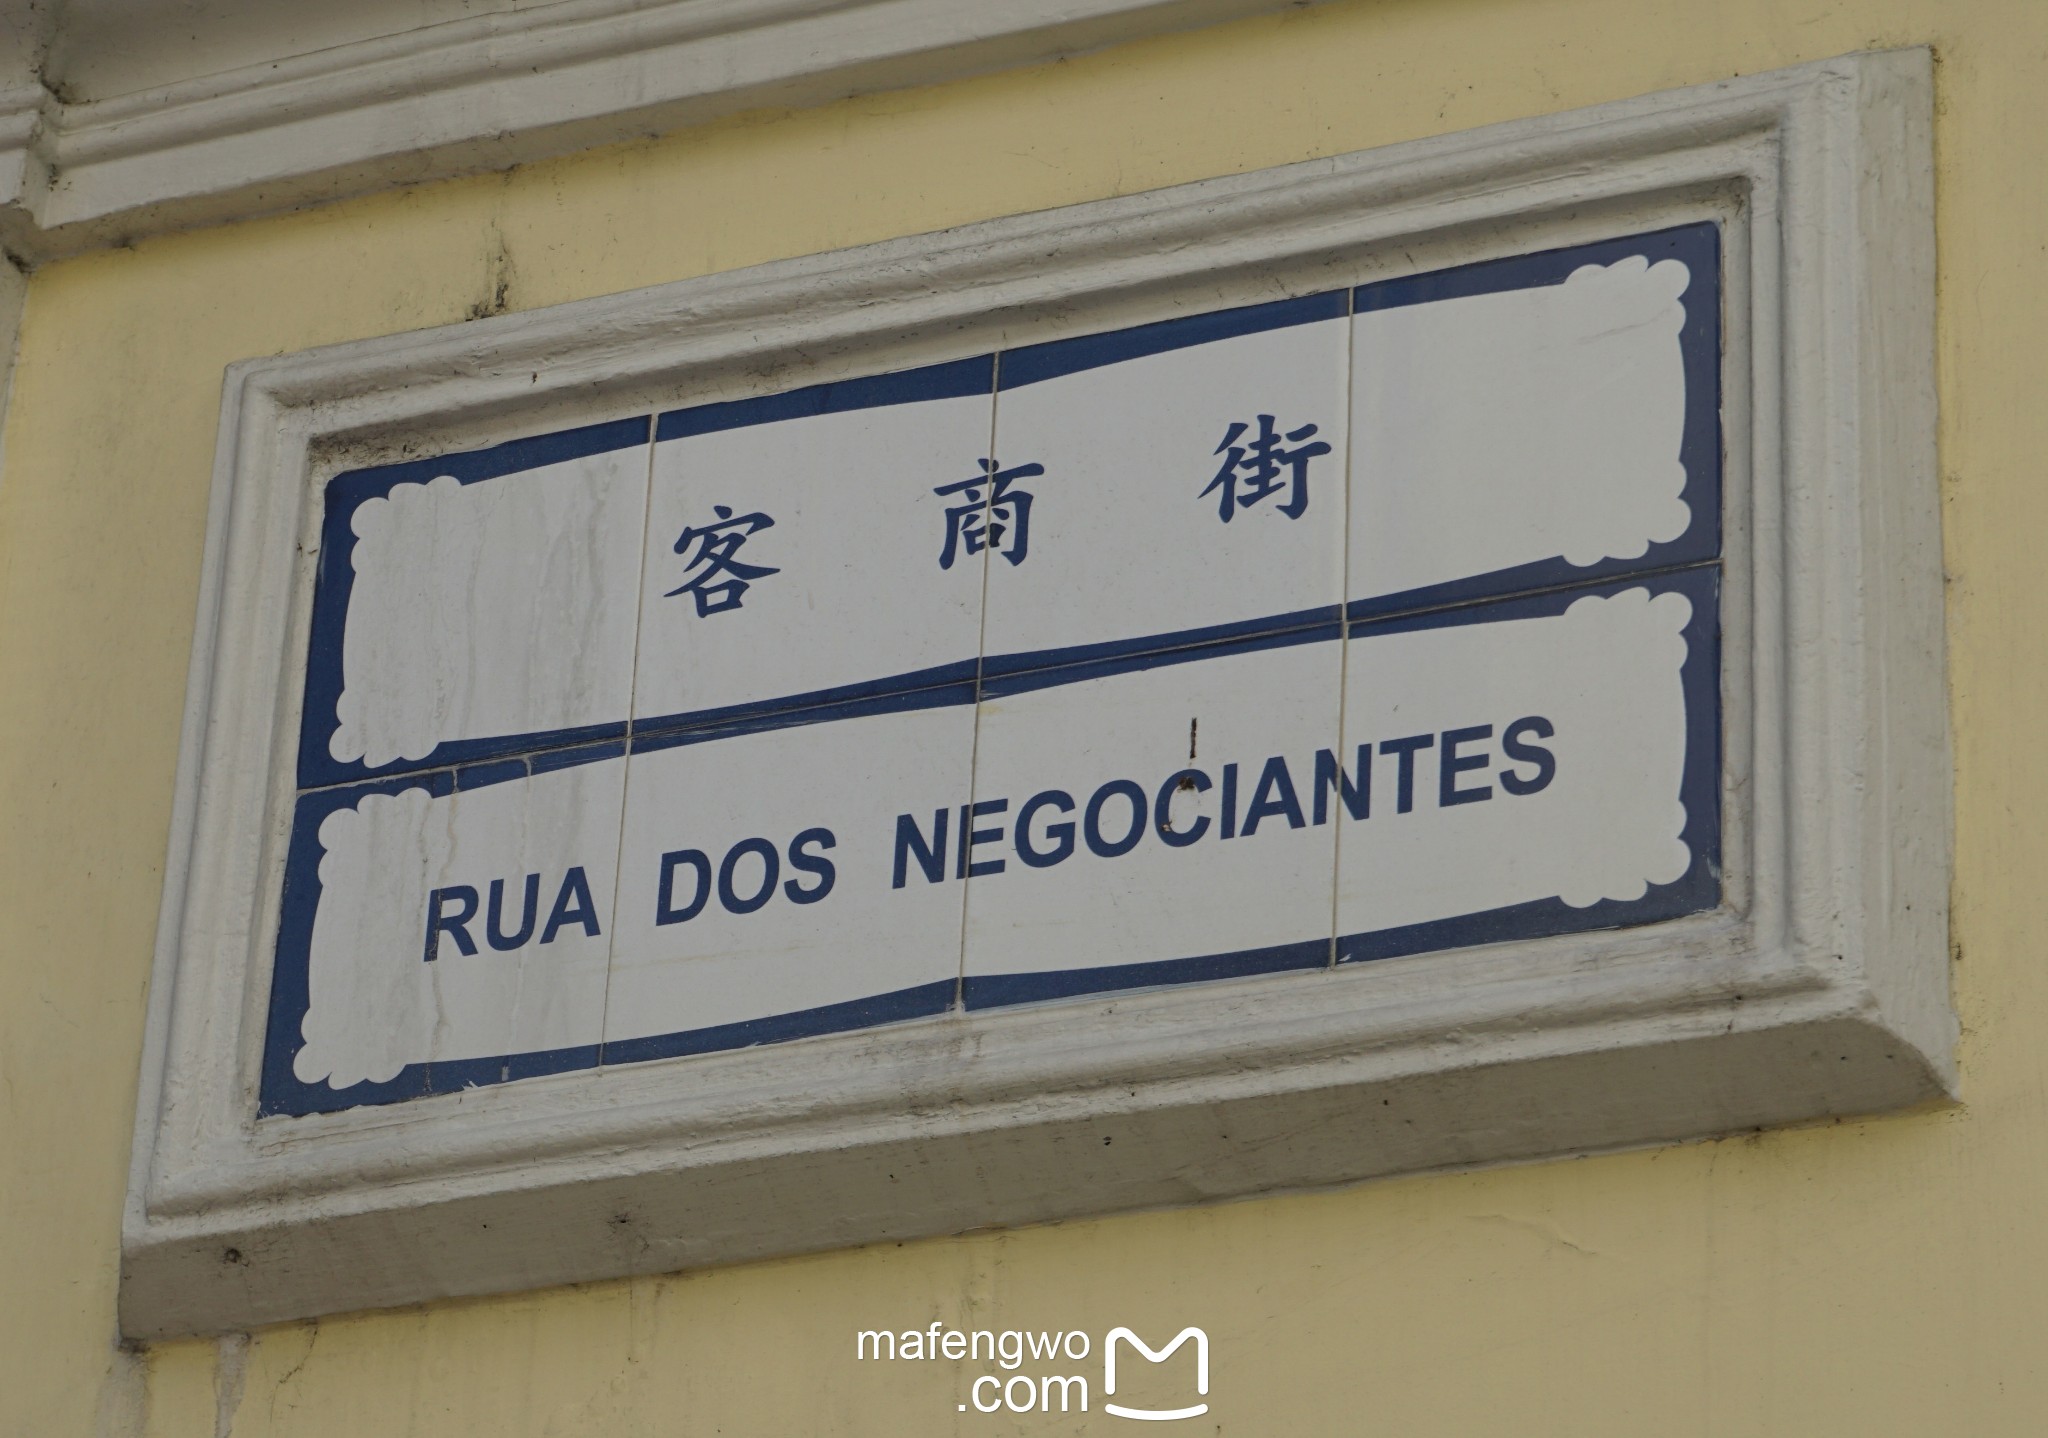 客商街
RUA DOS NEGOCIANTES
mafengwo
.com